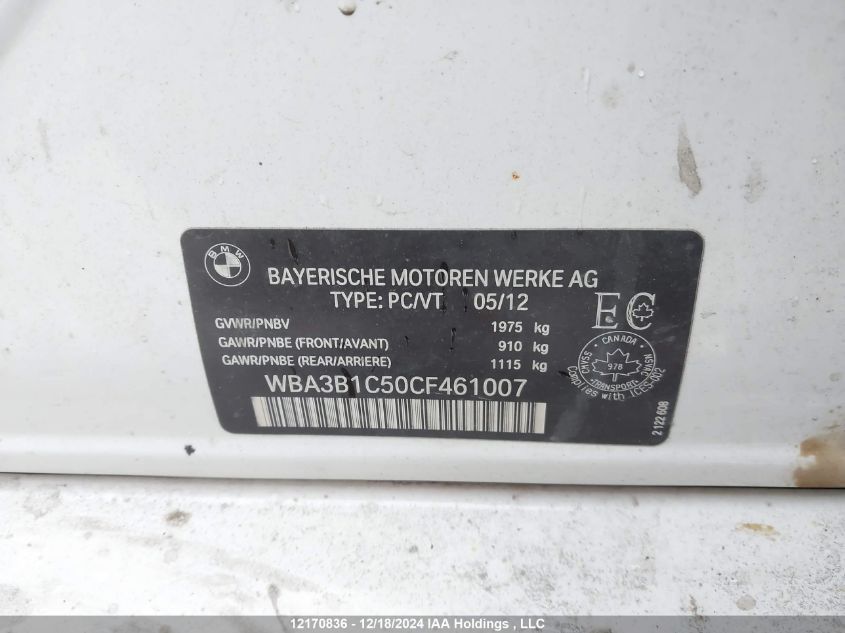 BMW
BAYERISCHE MOTOREN WERKE AG
TYPE: PC/VT 05/12
GVWR/PNBV 1975 kg
GAWR/PNBE (FRONT/AVANT) 910 kg
GAWR/PNBE (REAR/ARRIERE) 1115 kg
WBA3B1C50CF461007
EC
CANADA
CMVSS
978
NSVAC
TRANSPORT
Complies with ICES-002
2 122 608
12170836 - 12/18/2024 IAA Holdings , LLC